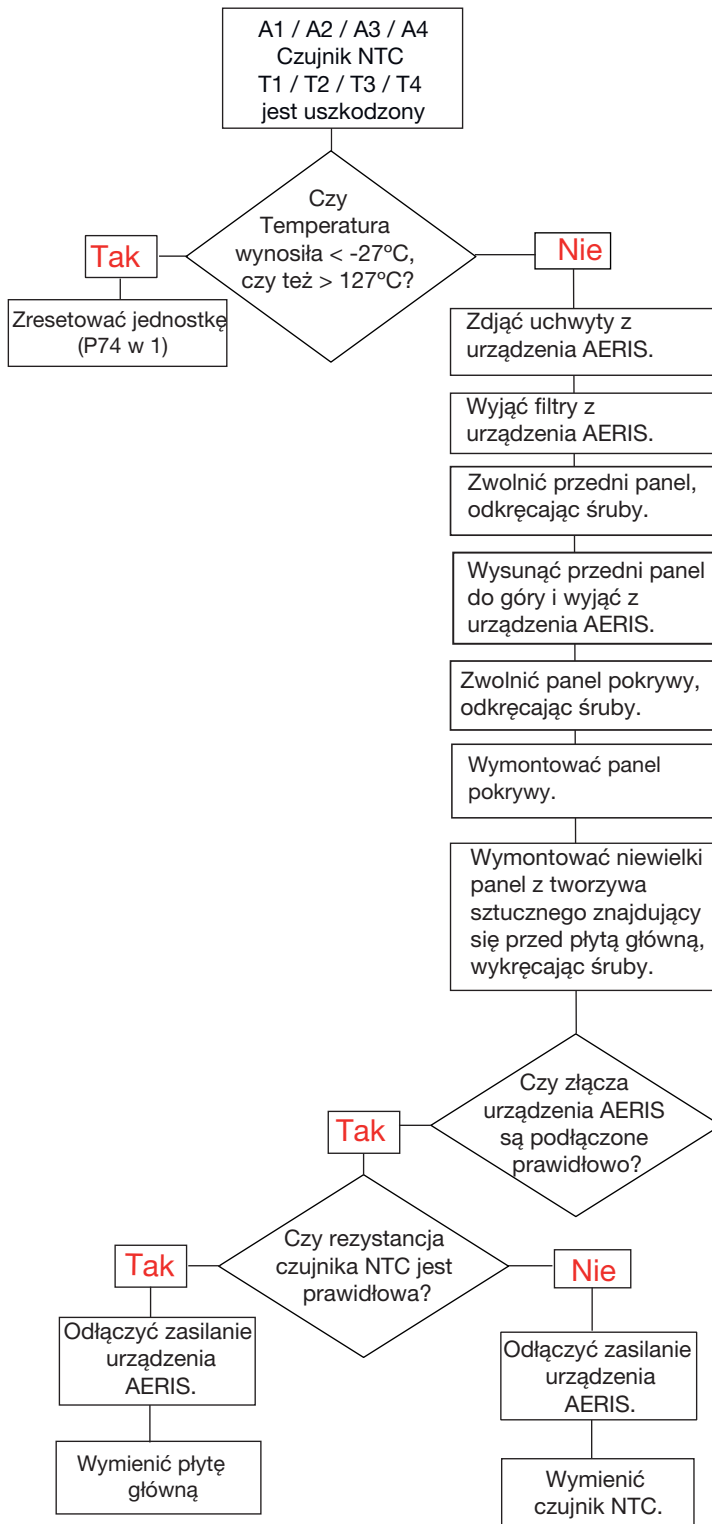 A1 / A2 / A3 / A4
Czujnik NTC
T1 / T2 / T3 / T4
jest uszkodzony
Czy
Temperatura
wynosiła < -27ºC,
czy też > 127ºC?
Tak
Nie
Zresetować jednostkę
(P74 w 1)
Zdjąć uchwyty z
urządzenia AERIS.
Wyjąć filtry z
urządzenia AERIS.
Zwolnić przedni panel,
odkręcając śruby.
Wysunąć przedni panel
do góry i wyjąć z
urządzenia AERIS.
Zwolnić panel pokrywy,
odkręcając śruby.
Wymontować panel
pokrywy.
Wymontować niewielki
panel z tworzywa
sztucznego znajdujący
się przed płytą główną,
wykręcając śruby.
Czy złącza
urządzenia AERIS
są podłączone
prawidłowo?
Tak
Czy rezystancja
czujnika NTC jest
prawidłowa?
Tak
Nie
Odłączyć zasilanie
urządzenia
AERIS.
Wymienić płytę
główną
Odłączyć zasilanie
urządzenia
AERIS.
Wymienić
czujnik NTC.